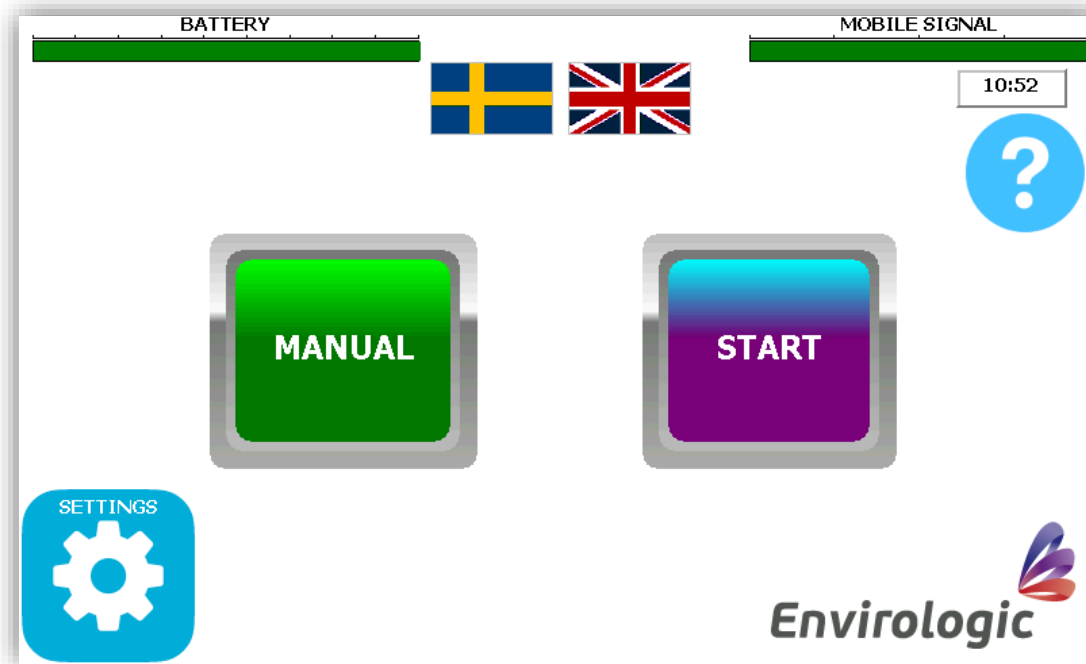 BATTERY
MOBILE SIGNAL
10:52
?
MANUAL
START
SETTINGS
Envirologic